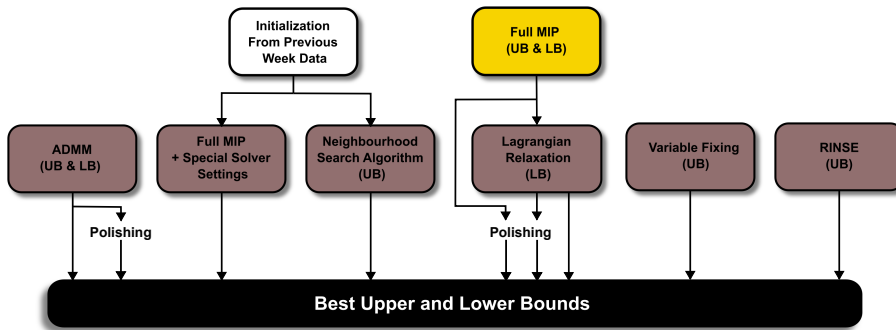 Initialization
From Previous
Week Data
Full MIP
(UB & LB)
ADMM
(UB & LB)
Full MIP
+ Special Solver
Settings
Neighbourhood
Search Algorithm
(UB)
Lagrangian
Relaxation
(LB)
Variable Fixing
(UB)
RINSE
(UB)
Polishing
Polishing
Best Upper and Lower Bounds